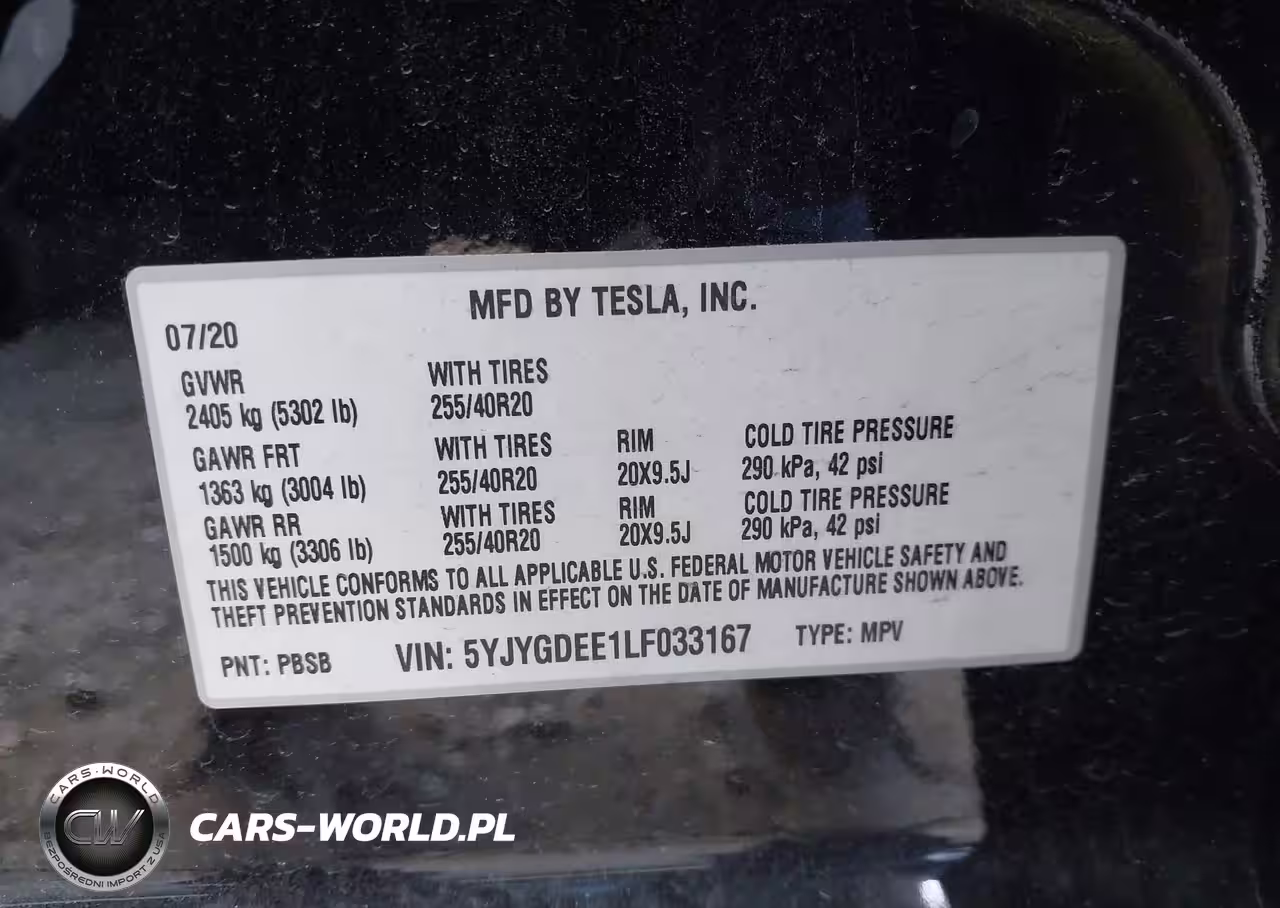 MFD BY TESLA, INC.
07/20
GVWR WITH TIRES
2405 kg (5302 lb) 255/40R20
GAWR FRT WITH TIRES RIM COLD TIRE PRESSURE
1363 kg (3004 lb) 255/40R20 20X9.5J 290 kPa, 42 psi
GAWR RR WITH TIRES RIM COLD TIRE PRESSURE
1500 kg (3306 lb) 255/40R20 20X9.5J 290 kPa, 42 psi
THIS VEHICLE CONFORMS TO ALL APPLICABLE U.S. FEDERAL MOTOR VEHICLE SAFETY AND
THEFT PREVENTION STANDARDS IN EFFECT ON THE DATE OF MANUFACTURE SHOWN ABOVE.
PNT: PBSB VIN: 5YJYGDEE1LF033167 TYPE: MPV
CARS-WORLD
CW
BEZPOŚREDNI IMPORT Z USA
CARS-WORLD.PL